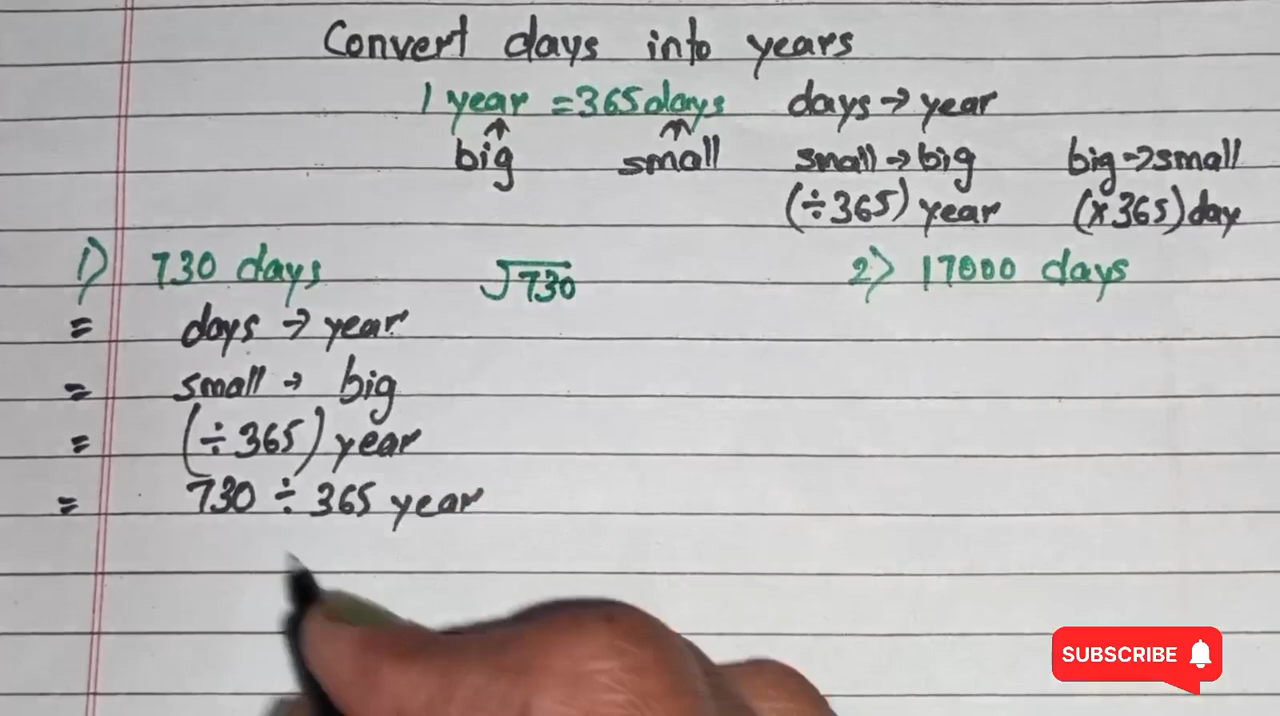 Convert days into years
1 year = 365 days days → year
big small small → big big → small
(÷365) year (×365) day
1) 730 days √730 2) 17000 days
= days → year
= small → big
= (÷365) year
= 730 ÷ 365 year
SUBSCRIBE